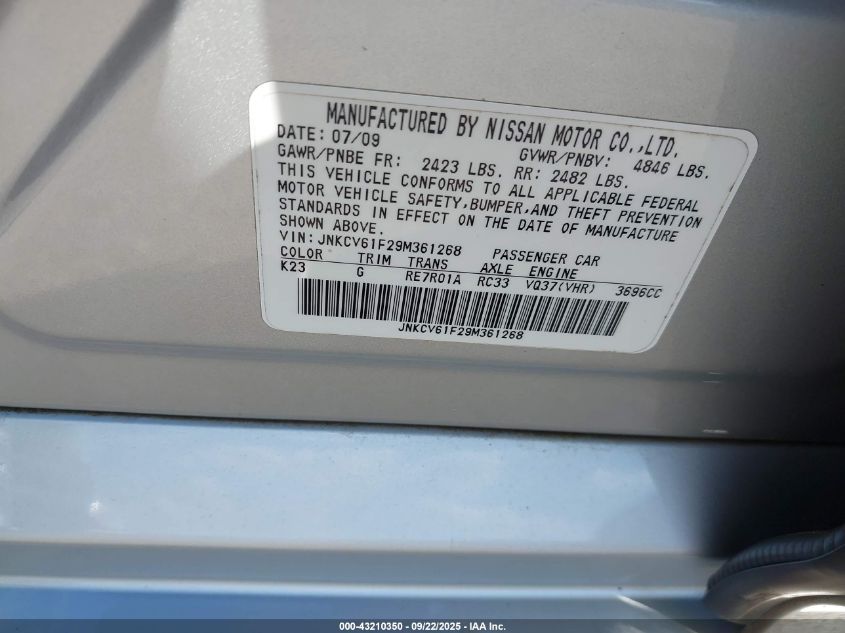 MANUFACTURED BY NISSAN MOTOR CO.,LTD.
DATE: 07/09 GVWR/PNBV: 4846 LBS.
GAWR/PNBE FR: 2423 LBS. RR: 2482 LBS.
THIS VEHICLE CONFORMS TO ALL APPLICABLE FEDERAL
MOTOR VEHICLE SAFETY,BUMPER,AND THEFT PREVENTION
STANDARDS IN EFFECT ON THE DATE OF MANUFACTURE
SHOWN ABOVE.
VIN: JNKCV61F29M361268 PASSENGER CAR
COLOR TRIM TRANS AXLE ENGINE
K23 G RE7R01A RC33 VQ37(VHR) 3696CC
JNKCV61F29M361268
000-43210350 - 09/22/2025 - IAA Inc.